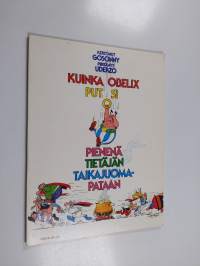 KERTONUT
GOSCINNY
PIIRTÄNYT
UDERZO
KUINKA OBELIX
PUTOSI
PIENENÄ
TIETÄJÄN
TAIKAJUOMA-
PATAAN